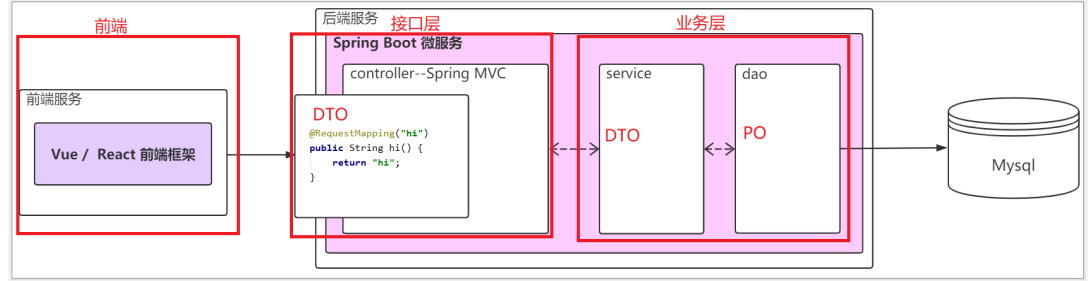 前端
接口层
业务层
后端服务
Spring Boot 微服务
controller--Spring MVC
service
dao
前端服务
Vue / React 前端框架
DTO
@RequestMapping("hi")
public String hi() {
return "hi";
}
DTO
PO
Mysql